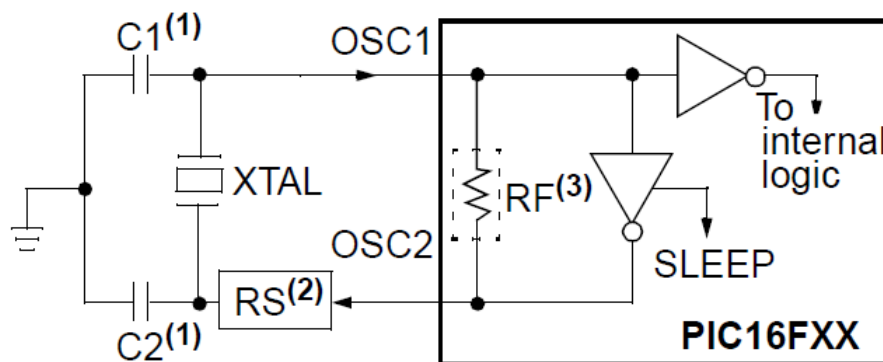 C1(1)
OSC1
To
internal
logic
XTAL
RF(3)
OSC2
SLEEP
RS(2)
C2(1)
PIC16FXX